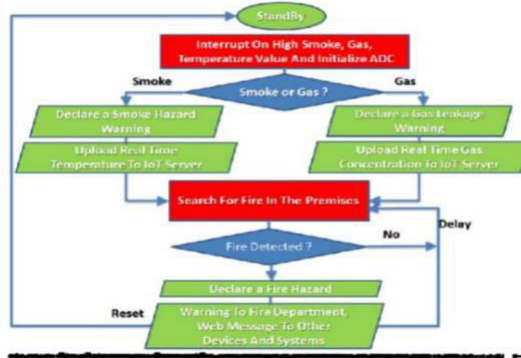 StandBy
Interrupt On High Smoke, Gas,
Temperature Value And Initialize ADC
Smoke
Gas
Smoke or Gas ?
Declare a Smoke Hazard
Warning
Declare a Gas Leakage
Warning
Upload Real Time
Temperature To IoT Server
Upload Real Time Gas
Concentration To IoT Server
Search For Fire In The Premises
Delay
Fire Detected ?
No
Declare a Fire Hazard
Reset
Warning To Fire Department,
Web Message To Other
Devices And Systems